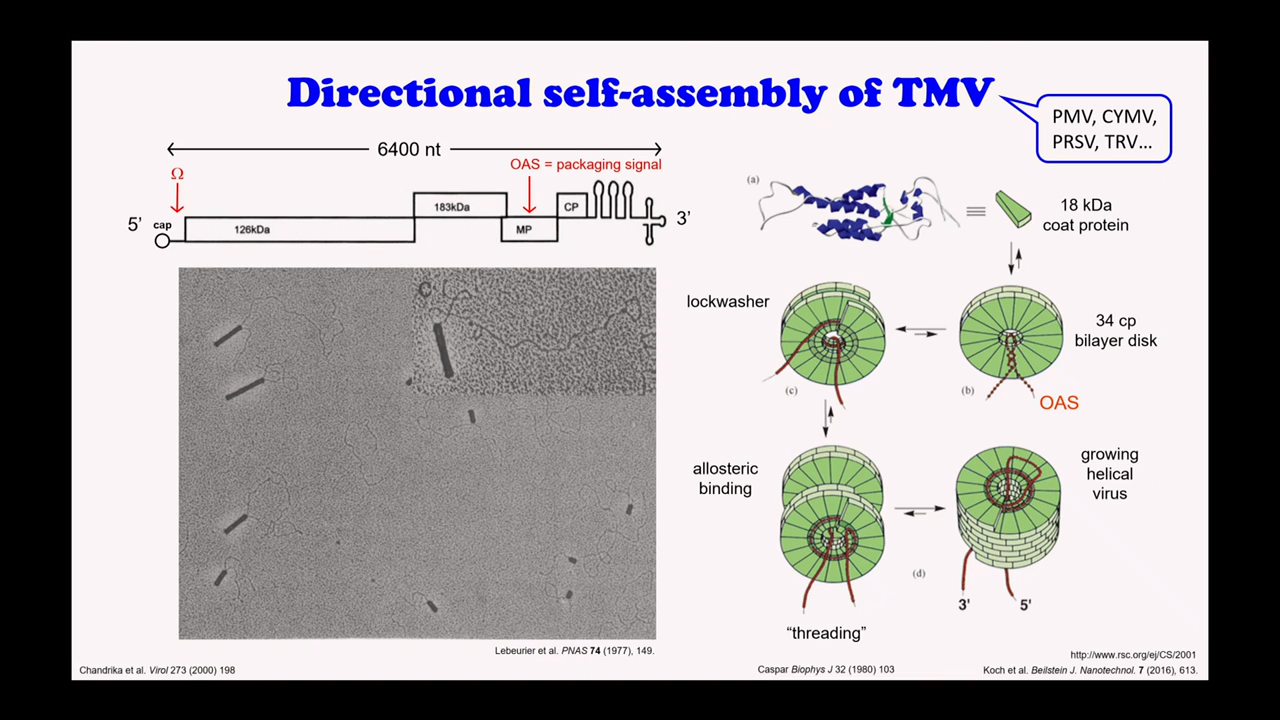 Directional self-assembly of TMV
PMV, CYMV,
PRSV, TRV...
6400 nt
OAS = packaging signal
Ω
5’
cap
126kDa
183kDa
MP
CP
3’
C
Lebeurier et al. PNAS 74 (1977), 149.
Chandrika et al. Virol 273 (2000) 198
(a)
18 kDa
coat protein
lockwasher
(c)
34 cp
bilayer disk
(b)
OAS
allosteric
binding
growing
helical
virus
(d)
3'
5'
“threading”
http://www.rsc.org/ej/CS/2001
Caspar Biophys J 32 (1980) 103
Koch et al. Beilstein J. Nanotechnol. 7 (2016), 613.